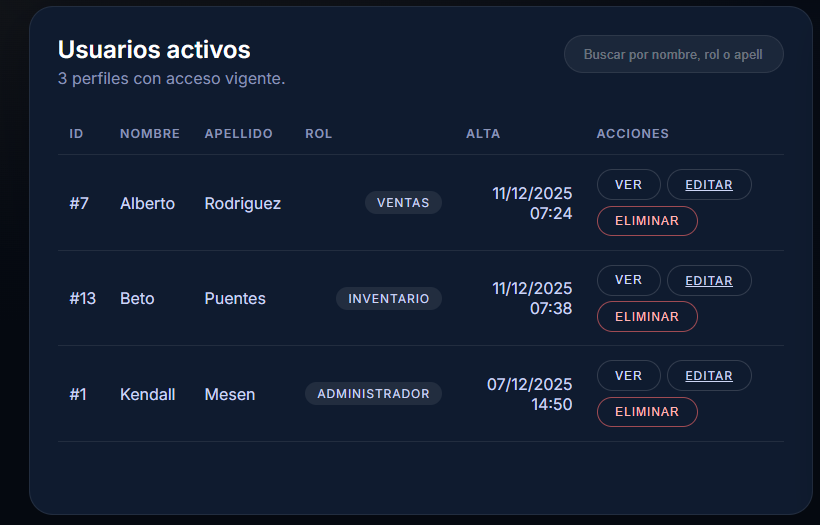 Usuarios activos
3 perfiles con acceso vigente.
Buscar por nombre, rol o apell
ID NOMBRE APELLIDO ROL ALTA ACCIONES
#7 Alberto Rodriguez VENTAS 11/12/2025 07:24 VER EDITAR ELIMINAR
#13 Beto Puentes INVENTARIO 11/12/2025 07:38 VER EDITAR ELIMINAR
#1 Kendall Mesen ADMINISTRADOR 07/12/2025 14:50 VER EDITAR ELIMINAR